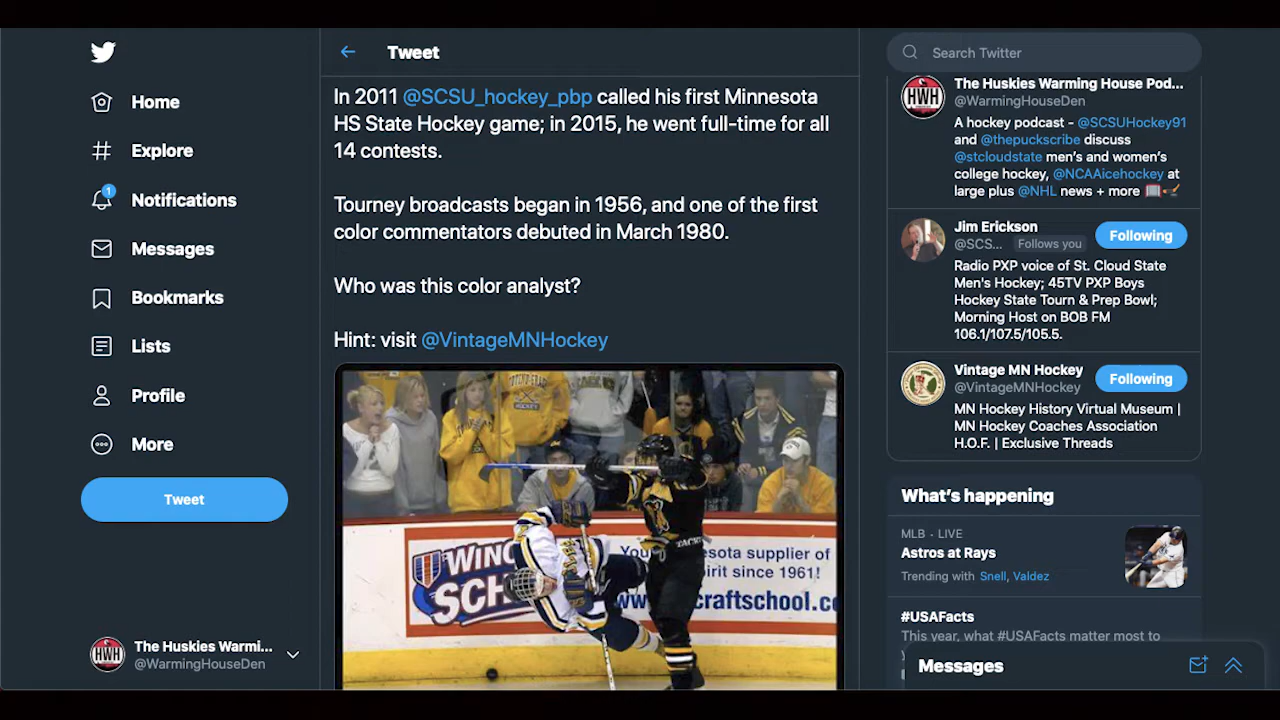 Home
Explore
1
Notifications
Messages
Bookmarks
Lists
Profile
More
Tweet
The Huskies Warmi...
@WarmingHouseDen
HWH
Tweet
In 2011 @SCSU_hockey_pbp called his first Minnesota
HS State Hockey game; in 2015, he went full-time for all
14 contests.
Tourney broadcasts began in 1956, and one of the first
color commentators debuted in March 1980.
Who was this color analyst?
Hint: visit @VintageMNHockey
WINC
SCH
You
esota supplier of
irit since 1961!
www
craftschool.co
Search Twitter
HWH
The Huskies Warming House Pod...
@WarmingHouseDen
A hockey podcast - @SCSUHockey91
and @thepuckscribe discuss
@stcloudstate men's and women's
college hockey, @NCAAicehockey at
large plus @NHL news + more
Jim Erickson
@SCS... Follows you
Following
Radio PXP voice of St. Cloud State
Men's Hockey; 45TV PXP Boys
Hockey State Tourn & Prep Bowl;
Morning Host on BOB FM
106.1/107.5/105.5.
Vintage MN Hockey
@VintageMNHockey
Following
MN Hockey History Virtual Museum |
MN Hockey Coaches Association
H.O.F. | Exclusive Threads
What's happening
MLB · LIVE
Astros at Rays
Trending with Snell, Valdez
#USAFacts
This year, what #USAFacts matter most to
Messages